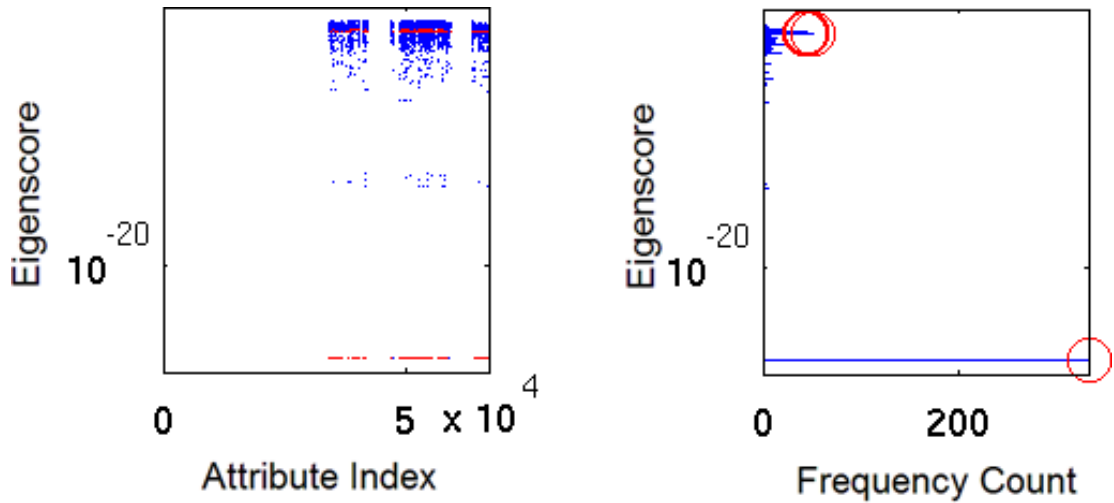 Eigenscore
10 -20
0 5 x 10 4
Attribute Index
Eigenscore
10 -20
0 200
Frequency Count